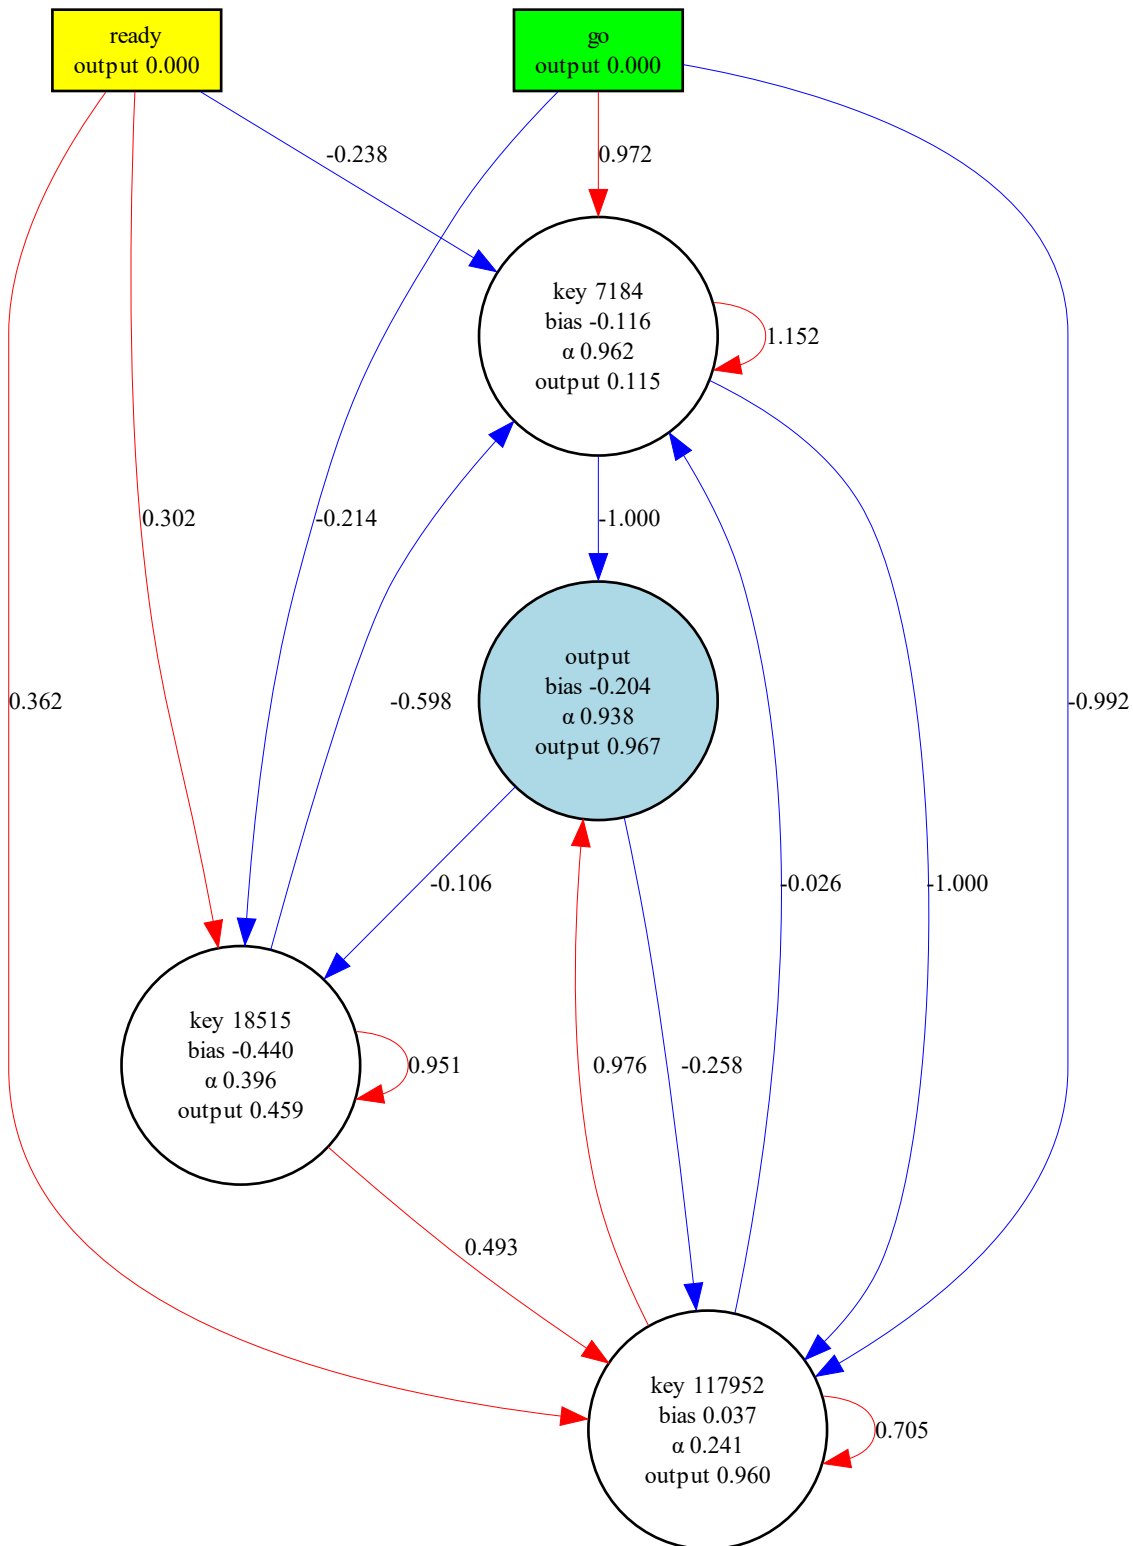 ready
output 0.000
go
output 0.000
-0.238
0.972
key 7184
bias -0.116
α 0.962
output 0.115
1.152
0.302
-0.214
-1.000
output
bias -0.204
α 0.938
output 0.967
0.362
-0.598
-0.992
-0.106
-0.026
-1.000
key 18515
bias -0.440
α 0.396
output 0.459
0.951
0.976
-0.258
0.493
key 117952
bias 0.037
α 0.241
output 0.960
0.705